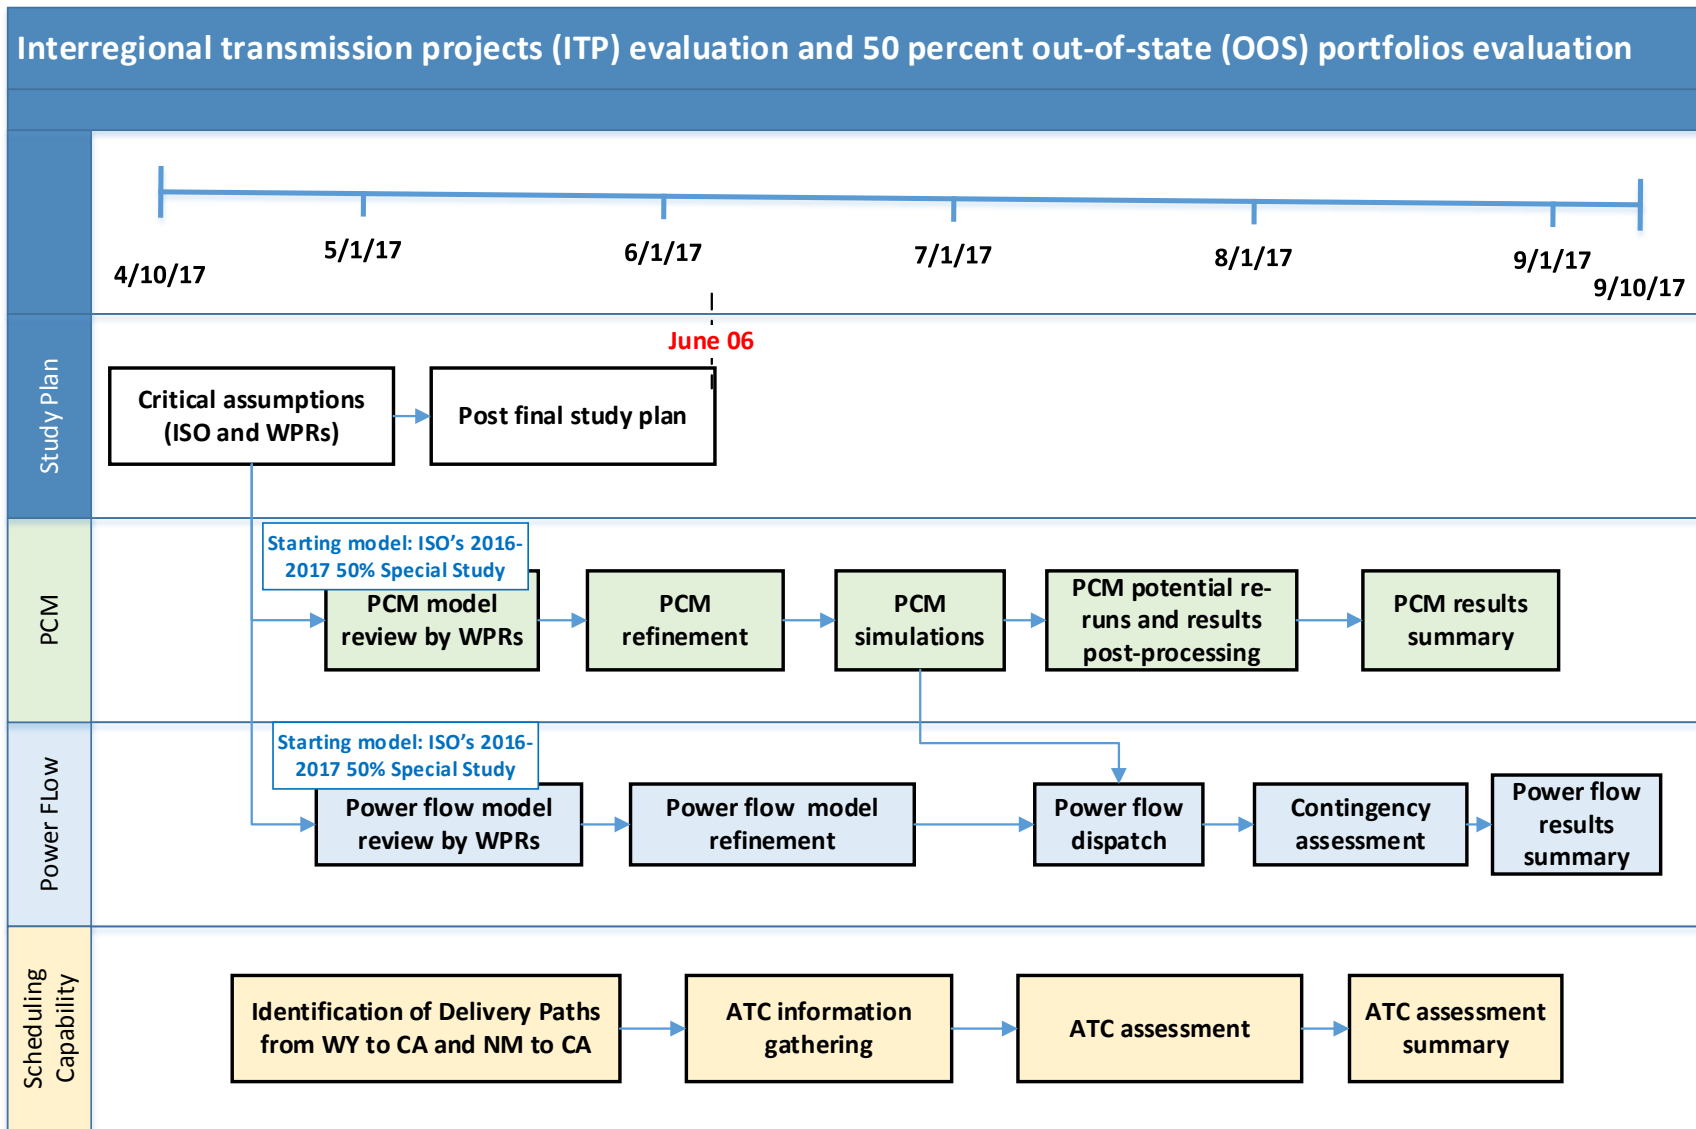 Interregional transmission projects (ITP) evaluation and 50 percent out-of-state (OOS) portfolios evaluation
4/10/17
5/1/17
6/1/17
7/1/17
8/1/17
9/1/17
9/10/17
June 06
Study Plan
Critical assumptions
(ISO and WPRs)
Post final study plan
PCM
Starting model: ISO’s 2016-
2017 50% Special Study
PCM model
review by WPRs
PCM
refinement
PCM
simulations
PCM potential re-
runs and results
post-processing
PCM results
summary
Power FLow
Starting model: ISO’s 2016-
2017 50% Special Study
Power flow model
review by WPRs
Power flow  model
refinement
Power flow
dispatch
Contingency
assessment
Power flow
results
summary
Scheduling
Capability
Identification of Delivery Paths
from WY to CA and NM to CA
ATC information
gathering
ATC assessment
ATC assessment
summary